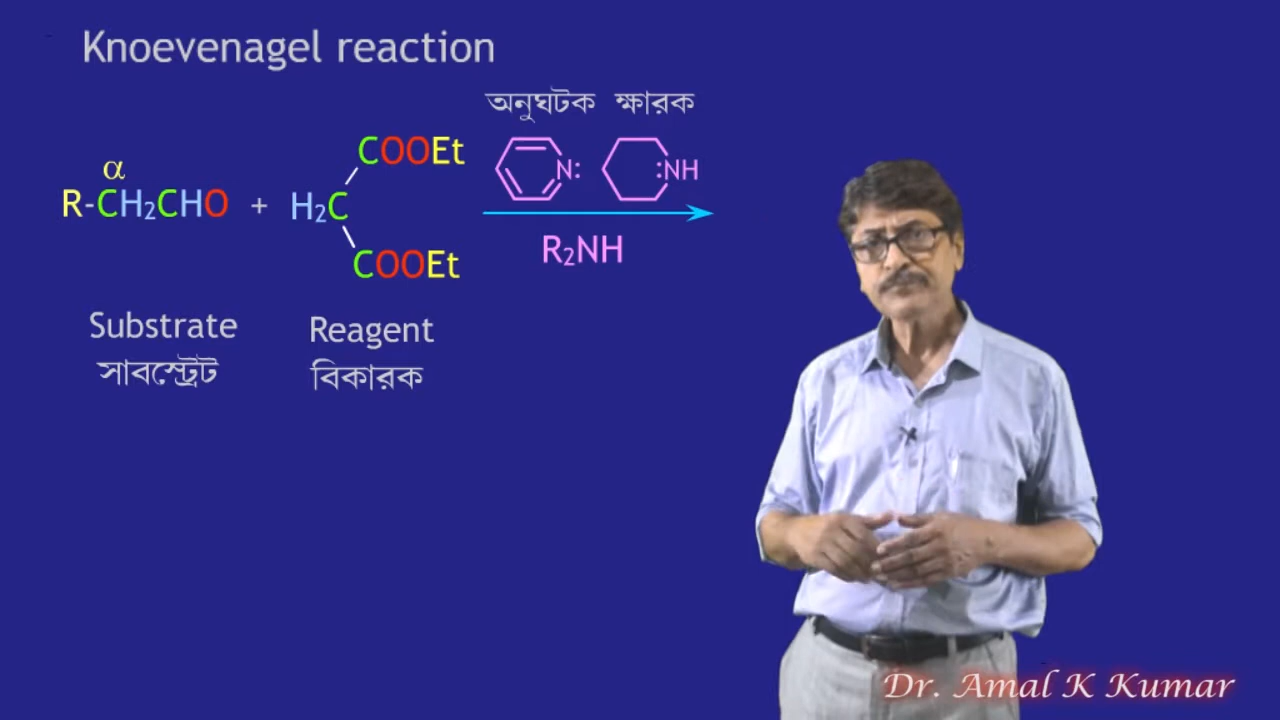 Knoevenagel reaction
অনুঘটক ক্ষারক
α
R-CH₂CHO + H₂C
COOEt
COOEt
N: :NH
R₂NH
Substrate
Reagent
সাবস্ট্রেট
বিকারক
Dr. Amal K Kumar